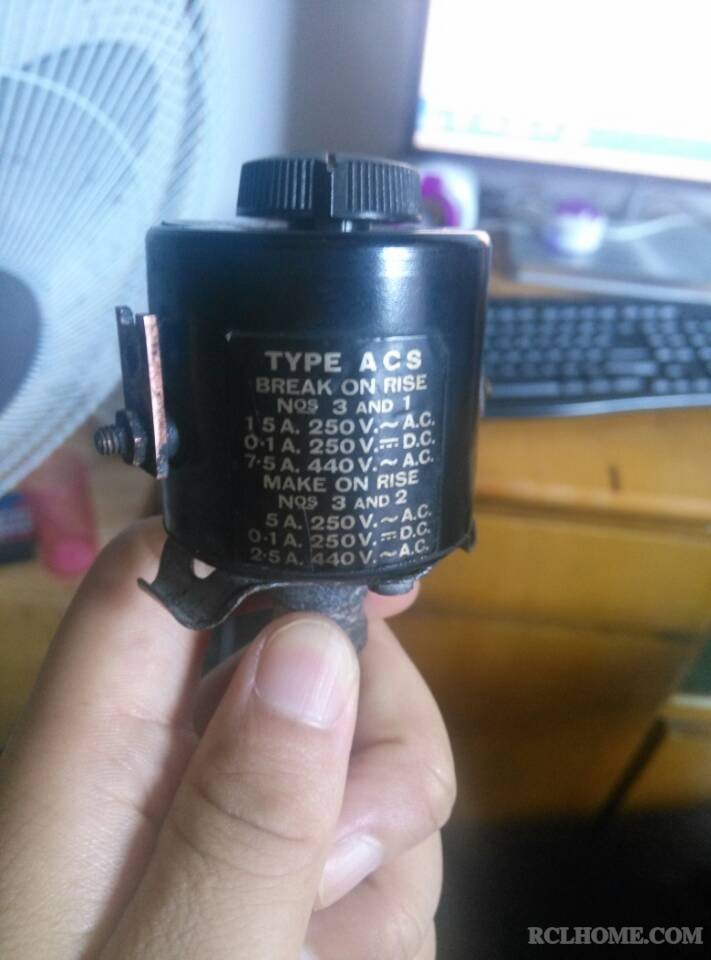 TYPE ACS
BREAK ON RISE
NOS 3 AND 1
15 A. 250 V. ~ A.C.
0·1 A. 250 V. ⎓ D.C.
7·5 A. 440 V. ~ A.C.
MAKE ON RISE
NOS 3 AND 2
5 A. 250 V. ~ A.C.
0·1 A. 250 V. ⎓ D.C.
2·5 A. 440 V. ~ A.C.
RCLHOME.COM